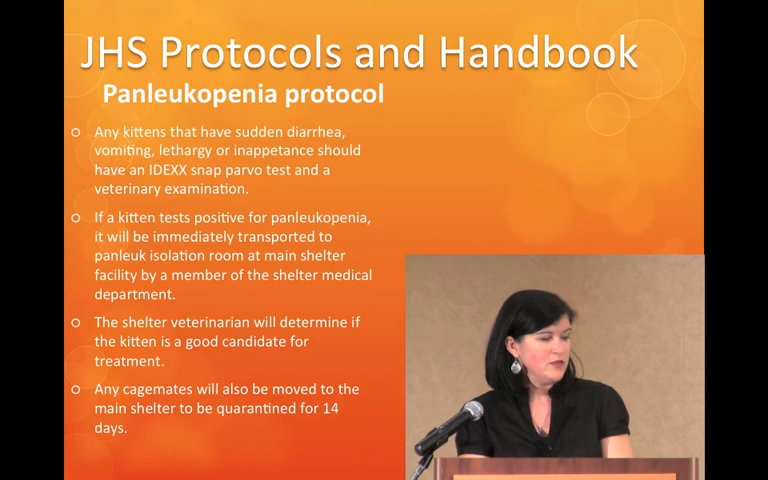 JHS Protocols and Handbook
Panleukopenia protocol
Any kittens that have sudden diarrhea,
vomiting, lethargy or inappetance should
have an IDEXX snap parvo test and a
veterinary examination.
If a kitten tests positive for panleukopenia,
it will be immediately transported to
panleuk isolation room at main shelter
facility by a member of the shelter medical
department.
The shelter veterinarian will determine if
the kitten is a good candidate for
treatment.
Any cagemates will also be moved to the
main shelter to be quarantined for 14
days.